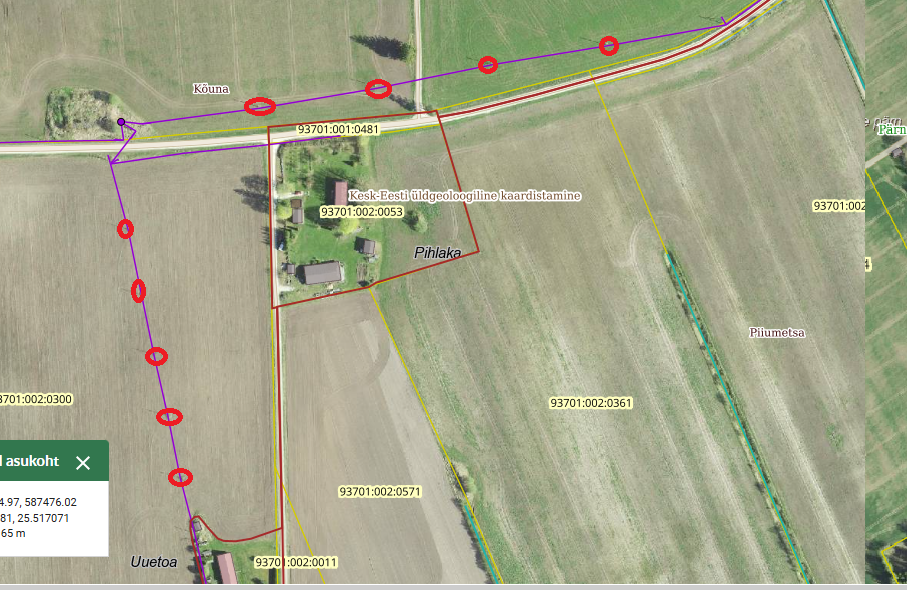 Kõuna
93701:001:0481
Pärn
Kesk-Eesti üldgeoloogiline kaardistamine
93701:002
93701:002:0053
Pihlaka
Piiumetsa
3701:002:0300
93701:002:0361
l asukoht
93701:002:0571
4.97, 587476.02
81, 25.517071
65 m
Uuetoa
93701:002:0011